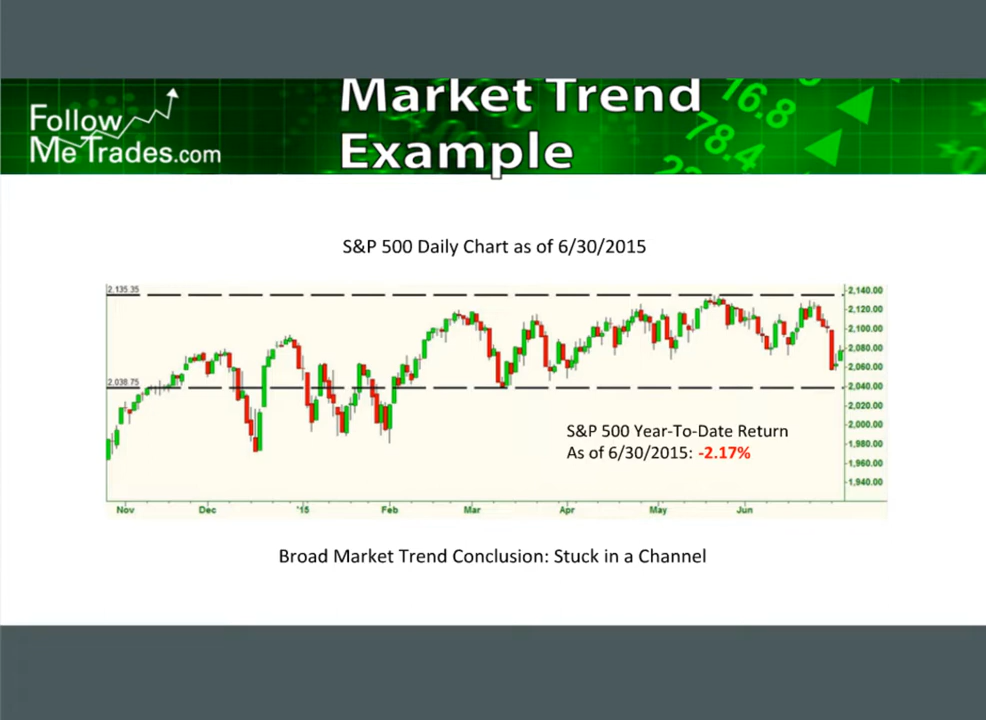 Follow
MeTrades.com
Market Trend
Example
16.8
78.4
S&P 500 Daily Chart as of 6/30/2015
2,135.35
2,038.75
2,140.00
2,120.00
2,100.00
2,080.00
2,060.00
2,040.00
2,020.00
2,000.00
1,980.00
1,960.00
1,940.00
S&P 500 Year-To-Date Return
As of 6/30/2015: -2.17%
Nov Dec '15 Feb Mar Apr May Jun
Broad Market Trend Conclusion: Stuck in a Channel